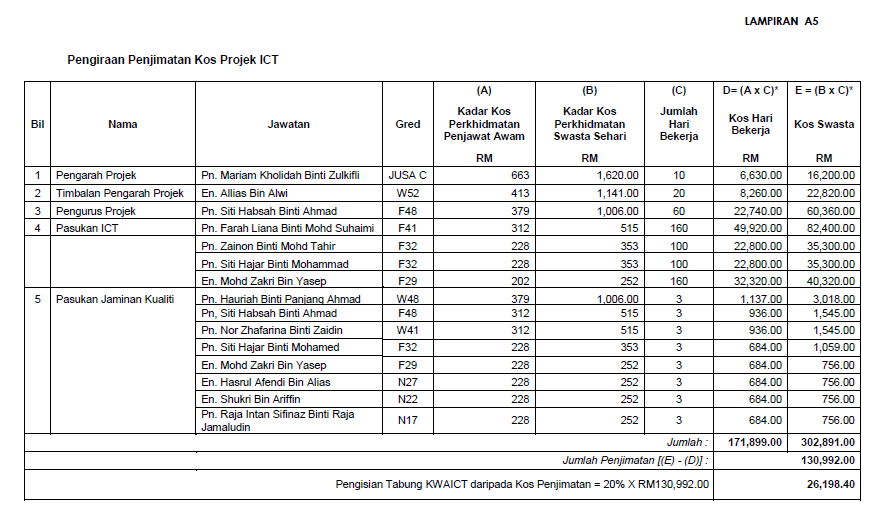 LAMPIRAN A5
Pengiraan Penjimatan Kos Projek ICT
Bil Nama Jawatan Gred (A) Kadar Kos Perkhidmatan Penjawat Awam RM (B) Kadar Kos Perkhidmatan Swasta Sehari RM (C) Jumlah Hari Bekerja D= (A x C)* Kos Hari Bekerja RM E = (B x C)* Kos Swasta RM
1 Pengarah Projek Pn. Mariam Kholidah Binti Zulkifli JUSA C 663 1,620.00 10 6,630.00 16,200.00
2 Timbalan Pengarah Projek En. Allias Bin Alwi W52 413 1,141.00 20 8,260.00 22,820.00
3 Pengurus Projek Pn. Siti Habsah Binti Ahmad F48 379 1,006.00 60 22,740.00 60,360.00
4 Pasukan ICT Pn. Farah Liana Binti Mohd Suhaimi F41 312 515 160 49,920.00 82,400.00
Pn. Zainon Binti Mohd Tahir F32 228 353 100 22,800.00 35,300.00
Pn. Siti Hajar Binti Mohammad F32 228 353 100 22,800.00 35,300.00
En. Mohd Zakri Bin Yasep F29 202 252 160 32,320.00 40,320.00
5 Pasukan Jaminan Kualiti Pn. Hauriah Binti Panjang Ahmad W48 379 1,006.00 3 1,137.00 3,018.00
Pn, Siti Habsah Binti Ahmad F48 312 515 3 936.00 1,545.00
Pn. Nor Zhafarina Binti Zaidin W41 312 515 3 936.00 1,545.00
Pn. Siti Hajar Binti Mohamed F32 228 353 3 684.00 1,059.00
En. Mohd Zakri Bin Yasep F29 228 252 3 684.00 756.00
En. Hasrul Afendi Bin Alias N27 228 252 3 684.00 756.00
En. Shukri Bin Ariffin N22 228 252 3 684.00 756.00
Pn. Raja Intan Sifinaz Binti Raja Jamaludin N17 228 252 3 684.00 756.00
Jumlah : 171,899.00 302,891.00
Jumlah Penjimatan [(E) - (D)] : 130,992.00
Pengisian Tabung KWAICT daripada Kos Penjimatan = 20% X RM130,992.00 26,198.40